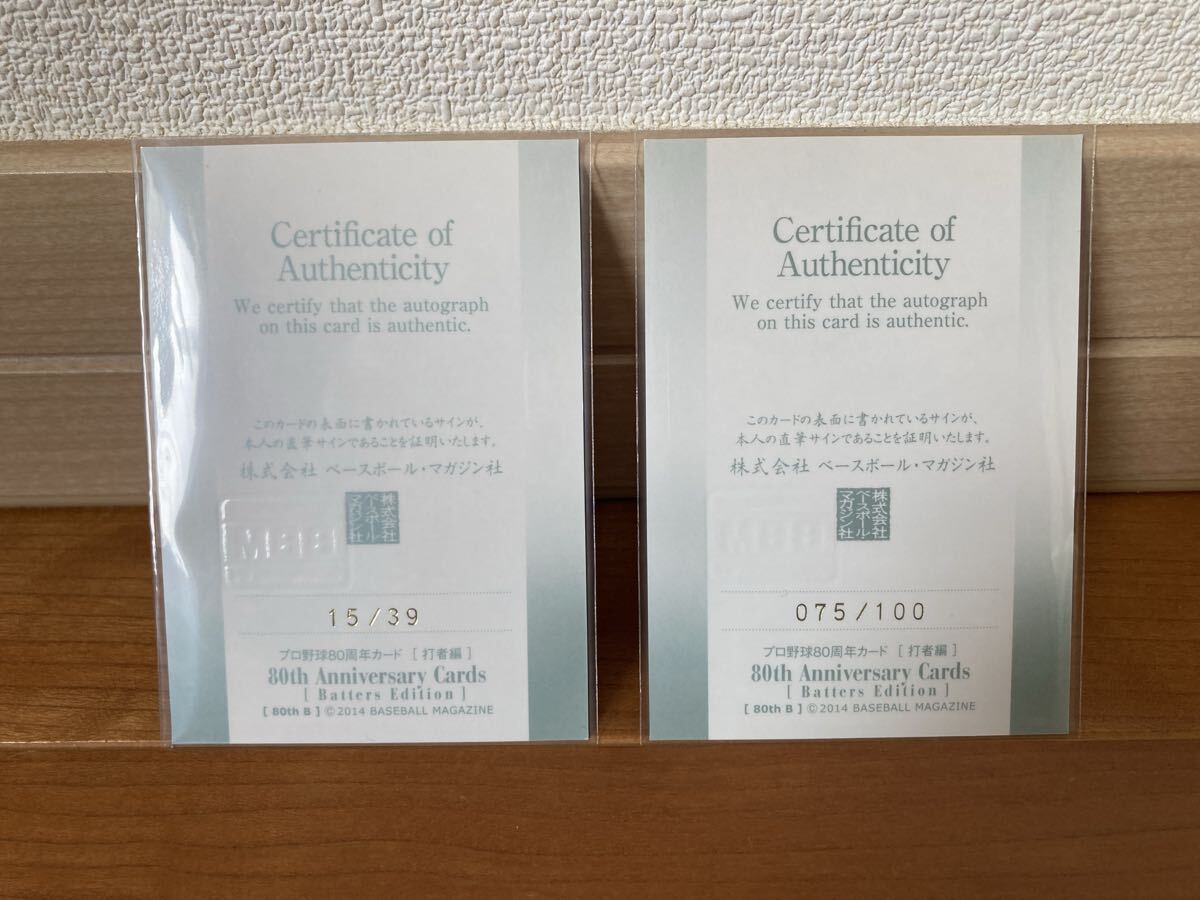 Certificate of
Authenticity
We certify that the autograph
on this card is authentic.
このカードの表面に書かれているサインが、
本人の直筆サインであることを証明いたします。
株式会社 ベースボール・マガジン社
株式会社
ベースボール
マガジン社
BBM
15/39
プロ野球80周年カード [打者編]
80th Anniversary Cards
[ Batters Edition ]
[ 80th B ] ©2014 BASEBALL MAGAZINE
Certificate of
Authenticity
We certify that the autograph
on this card is authentic.
このカードの表面に書かれているサインが、
本人の直筆サインであることを証明いたします。
株式会社 ベースボール・マガジン社
株式会社
ベースボール
マガジン社
BBM
075/100
プロ野球80周年カード [打者編]
80th Anniversary Cards
[ Batters Edition ]
[ 80th B ] ©2014 BASEBALL MAGAZINE